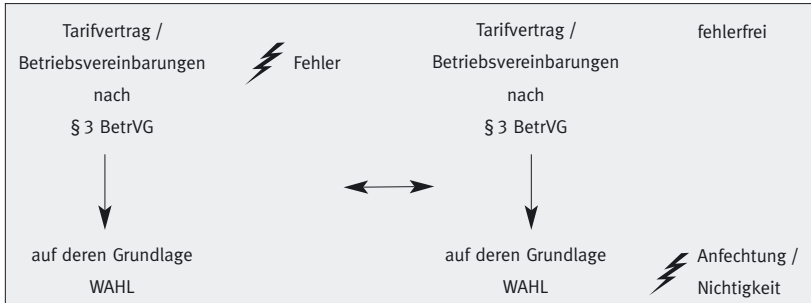 Tarifvertrag /
Betriebsvereinbarungen
nach
§ 3 BetrVG
Fehler
auf deren Grundlage
WAHL
Tarifvertrag /
Betriebsvereinbarungen
nach
§ 3 BetrVG
fehlerfrei
auf deren Grundlage
WAHL
Anfechtung /
Nichtigkeit